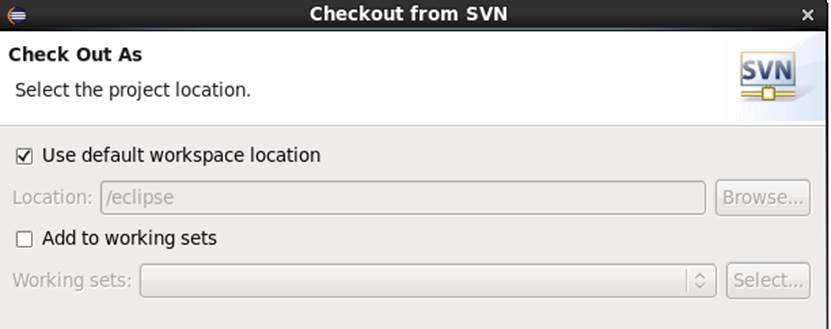 Checkout from SVN
Check Out As
Select the project location.
SVN
Use default workspace location
Location: /eclipse Browse...
Add to working sets
Working sets: Select...